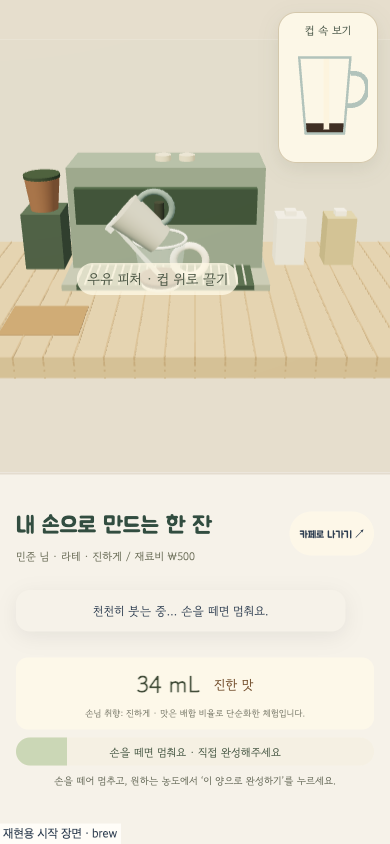 컵 속 보기
우유 피처 · 컵 위로 끌기
내 손으로 만드는 한 잔
카페로 나가기 ↗
민준 님 · 라테 · 진하게 / 재료비 ₩500
천천히 붓는 중... 손을 떼면 멈춰요.
34 mL 진한 맛
손님 취향: 진하게 · 맛은 배합 비율로 단순화한 체험입니다.
손을 떼면 멈춰요 · 직접 완성해주세요
손을 떼어 멈추고, 원하는 농도에서 ‘이 양으로 완성하기’를 누르세요.
재현용 시작 장면 · brew